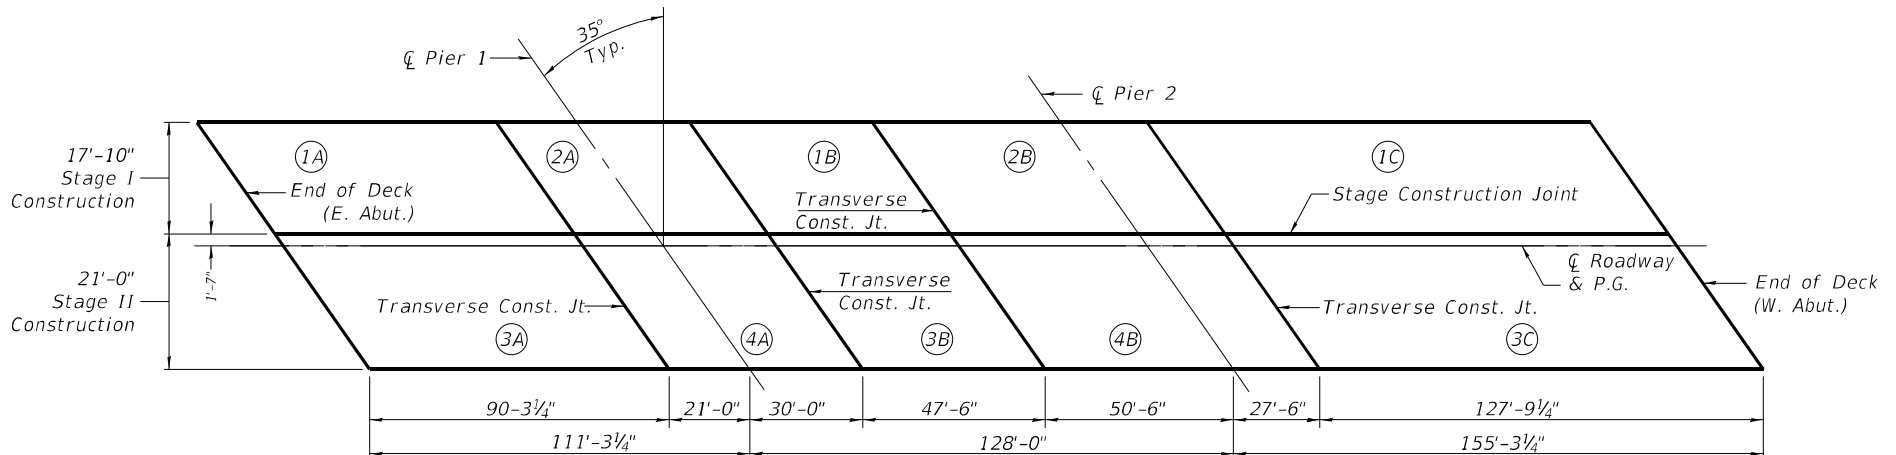 35°
Typ.
℄ Pier 1
℄ Pier 2
17'-10"
Stage I
Construction
1A
2A
1B
2B
1C
End of Deck
(E. Abut.)
Transverse
Const. Jt.
Stage Construction Joint
1'-7"
21'-0"
Stage II
Construction
℄ Roadway
& P.G.
Transverse Const. Jt.
Transverse
Const. Jt.
Transverse Const. Jt.
End of Deck
(W. Abut.)
3A
4A
3B
4B
3C
90-3¼"
21'-0"
30'-0"
47'-6"
50'-6"
27'-6"
127'-9¼"
111'-3¼"
128'-0"
155'-3¼"